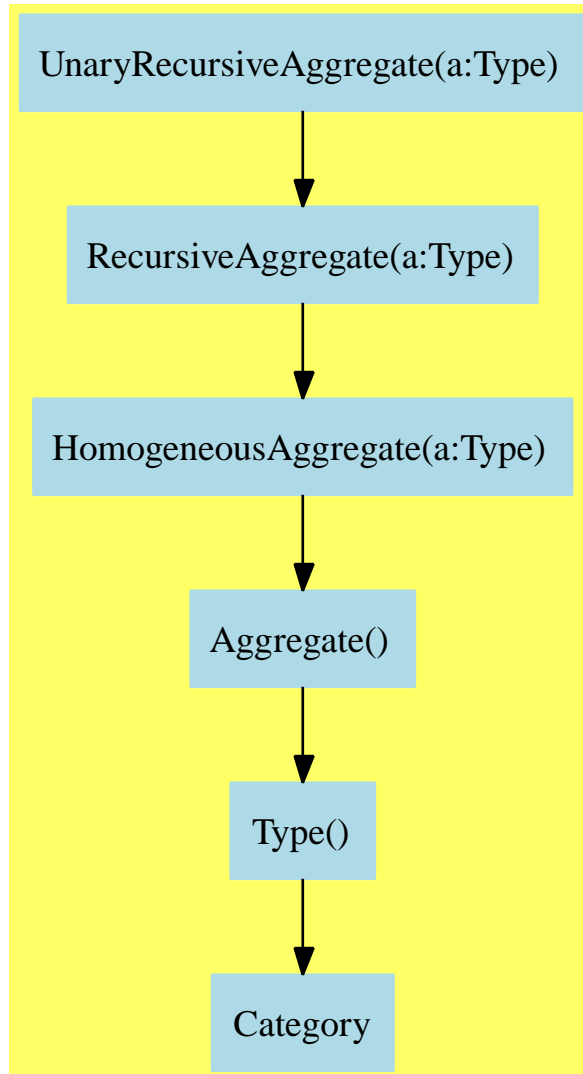 UnaryRecursiveAggregate(a:Type)
RecursiveAggregate(a:Type)
HomogeneousAggregate(a:Type)
Aggregate()
Type()
Category